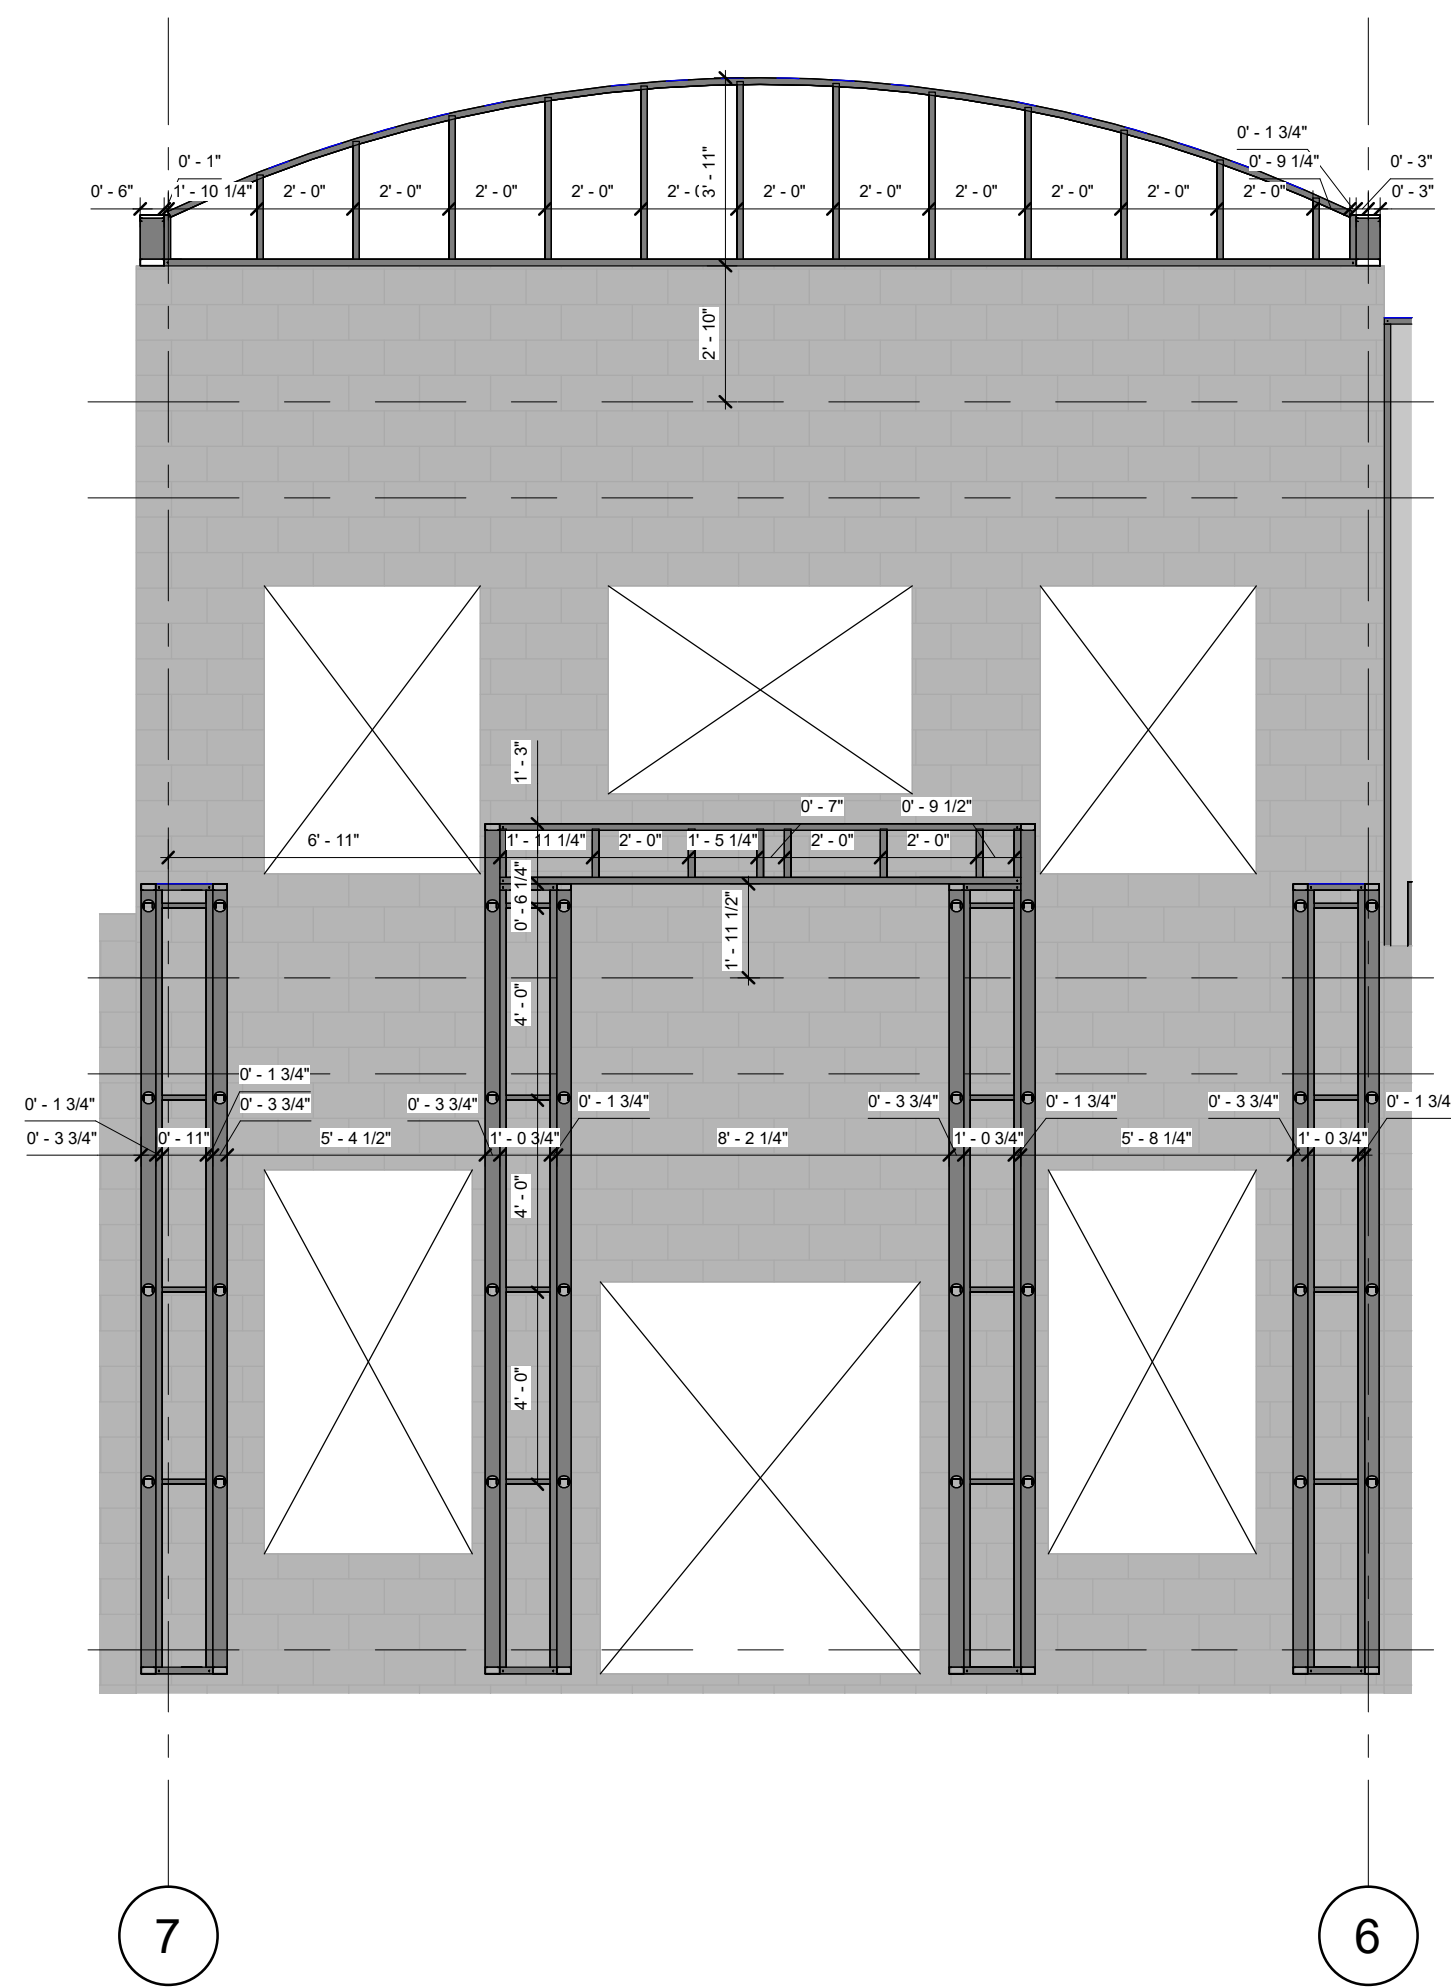 0' - 1 3/4"
0' - 1" 0' - 9 1/4" 0' - 3"
0' - 6" 1' - 10 1/4" 2' - 0" 2' - 0" 2' - 0" 2' - 0" 2' - 0" 2' - 0" 2' - 0" 2' - 0" 2' - 0" 2' - 0" 0' - 3"
3' - 11"
2' - 10"
1' - 3"
0' - 7" 0' - 9 1/2"
6' - 11" 1' - 11 1/4" 2' - 0" 1' - 5 1/4" 2' - 0" 2' - 0"
0' - 6 1/4"
1' - 11 1/2"
4' - 0"
0' - 1 3/4"
0' - 1 3/4" 0' - 3 3/4" 0' - 3 3/4" 0' - 1 3/4" 0' - 3 3/4" 0' - 1 3/4" 0' - 3 3/4" 0' - 1 3/4
0' - 3 3/4" 0' - 11" 5' - 4 1/2" 1' - 0 3/4" 8' - 2 1/4" 1' - 0 3/4" 5' - 8 1/4" 1' - 0 3/4"
4' - 0"
4' - 0"
7 6